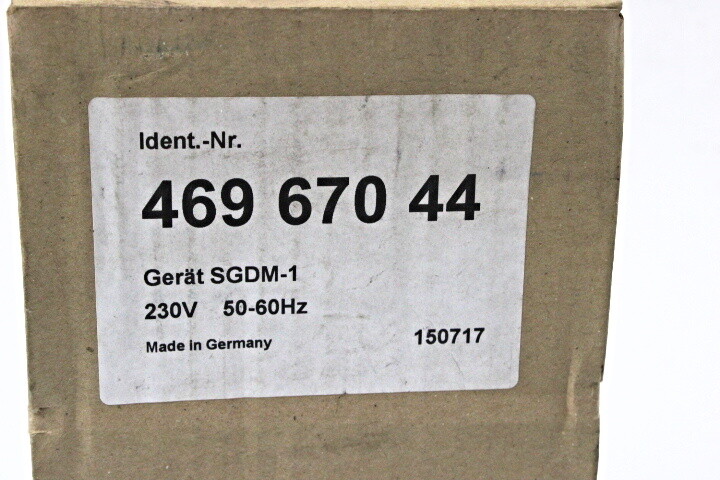 Ident.-Nr.
469 670 44
Gerät SGDM-1
230V 50-60Hz
Made in Germany 150717